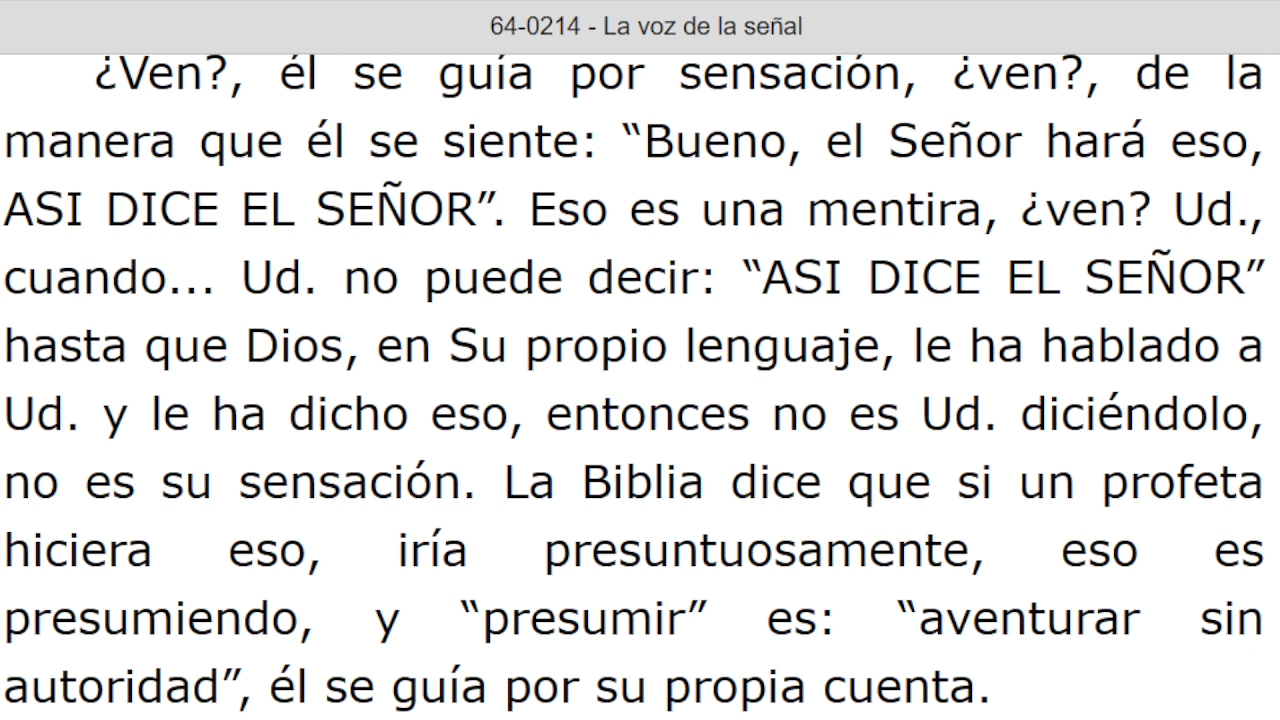 64-0214 - La voz de la señal
¿Ven?, él se guía por sensación, ¿ven?, de la
manera que él se siente: “Bueno, el Señor hará eso,
ASI DICE EL SEÑOR”. Eso es una mentira, ¿ven? Ud.,
cuando... Ud. no puede decir: “ASI DICE EL SEÑOR”
hasta que Dios, en Su propio lenguaje, le ha hablado a
Ud. y le ha dicho eso, entonces no es Ud. diciéndolo,
no es su sensación. La Biblia dice que si un profeta
hiciera eso, iría presuntuosamente, eso es
presumiendo, y “presumir” es: “aventurar sin
autoridad”, él se guía por su propia cuenta.